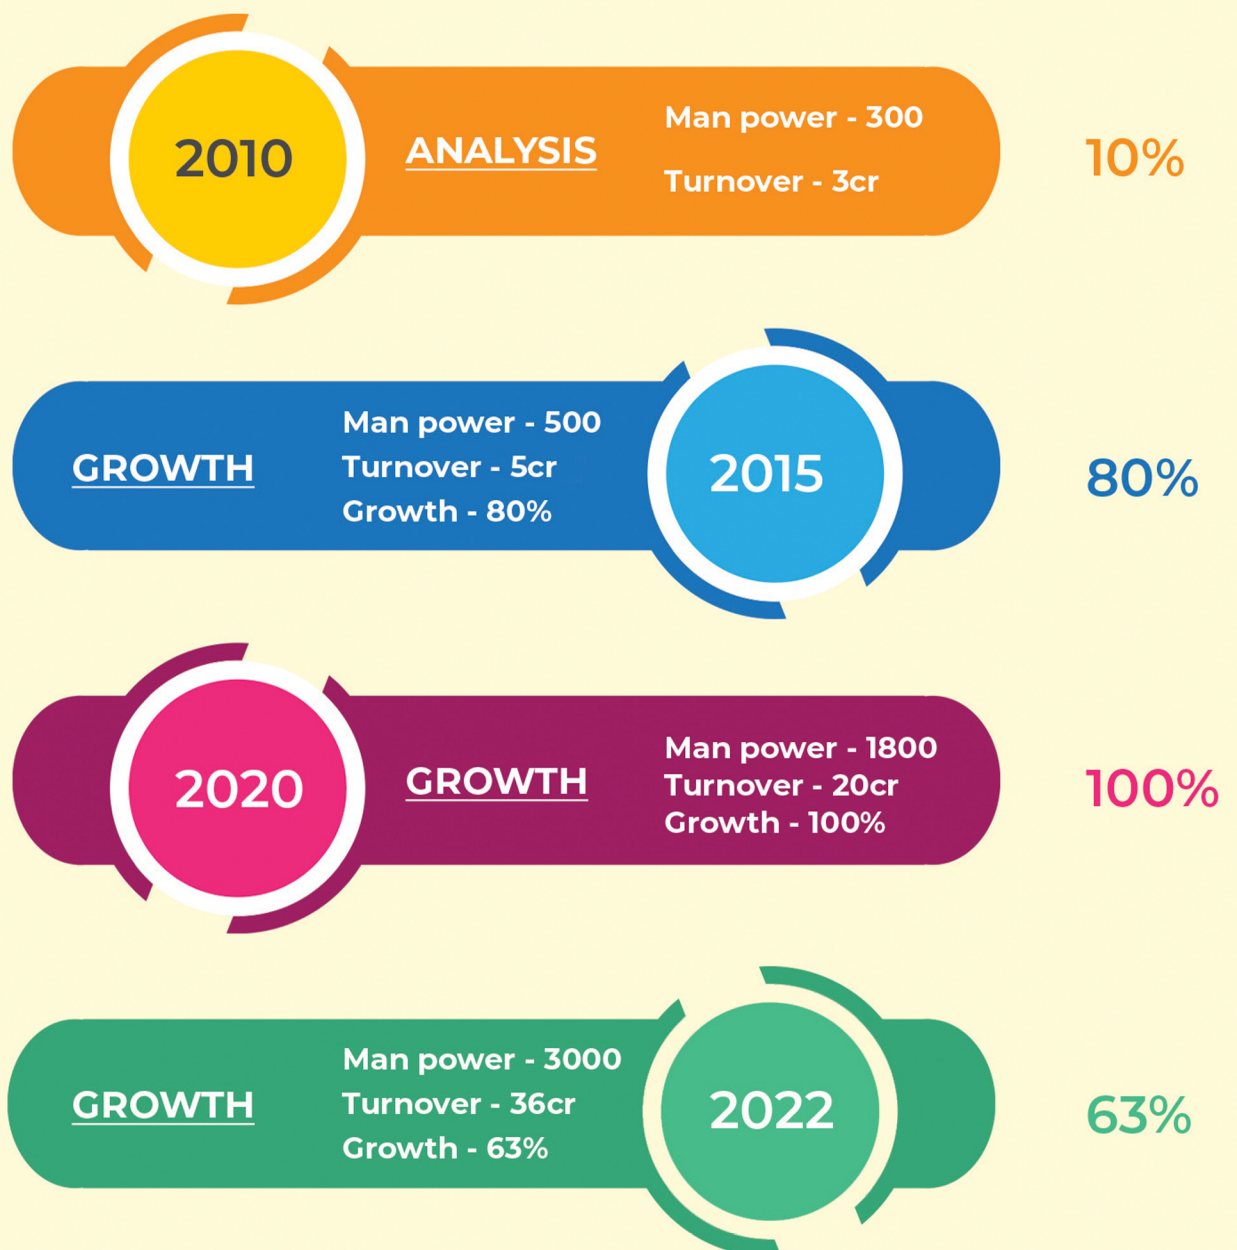 2010
ANALYSIS
Man power - 300
Turnover - 3cr
10%
GROWTH
Man power - 500
Turnover - 5cr
Growth - 80%
2015
80%
2020
GROWTH
Man power - 1800
Turnover - 20cr
Growth - 100%
100%
GROWTH
Man power - 3000
Turnover - 36cr
Growth - 63%
2022
63%